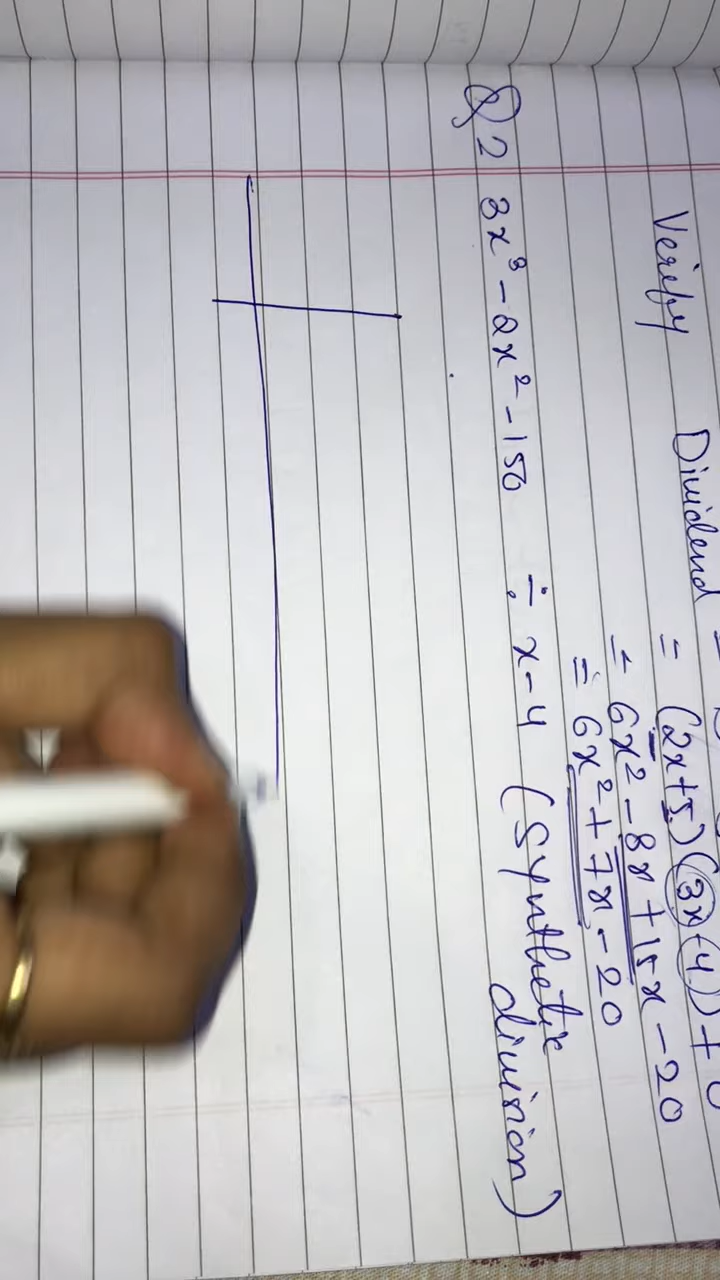 Verify Dividend =
= (2x+5)(3x-4)+0
= 6x² - 8x + 15x - 20
= 6x² + 7x - 20
Q2 3x³ - 2x² - 150 ÷ x-4 (Synthetic
division)